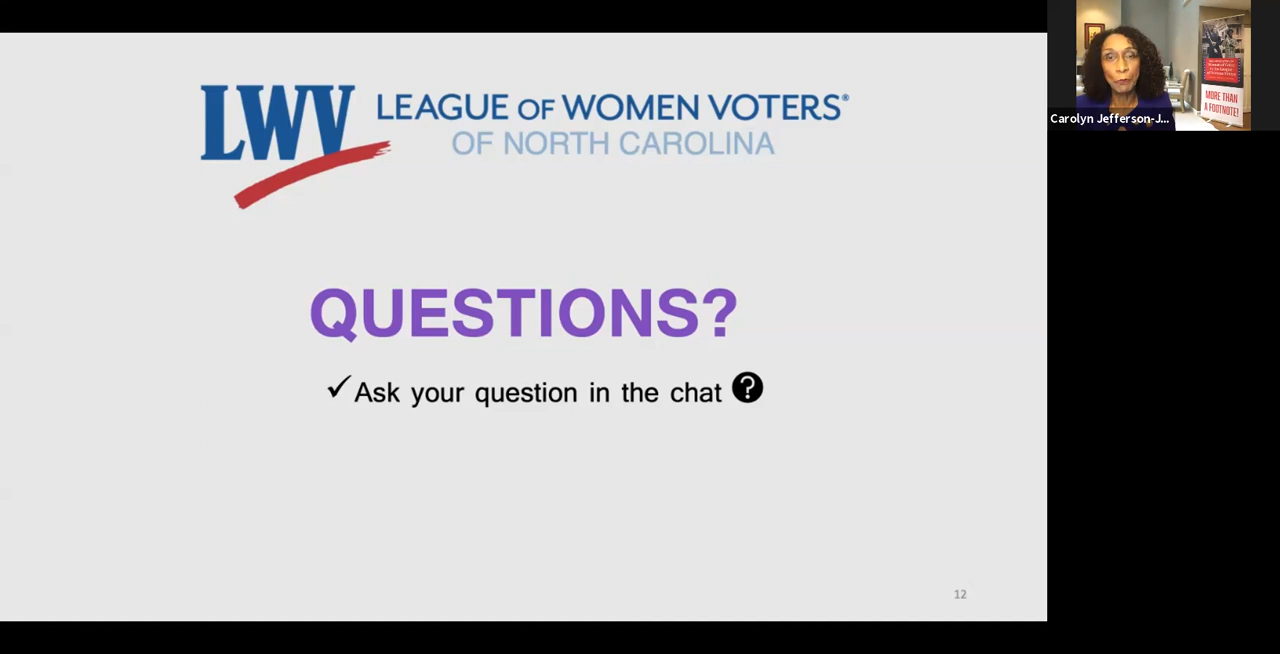 LWV LEAGUE OF WOMEN VOTERS®
OF NORTH CAROLINA
QUESTIONS?
✓Ask your question in the chat ?
12
Carolyn Jefferson-J...
MORE THAN
A FOOTNOTE!